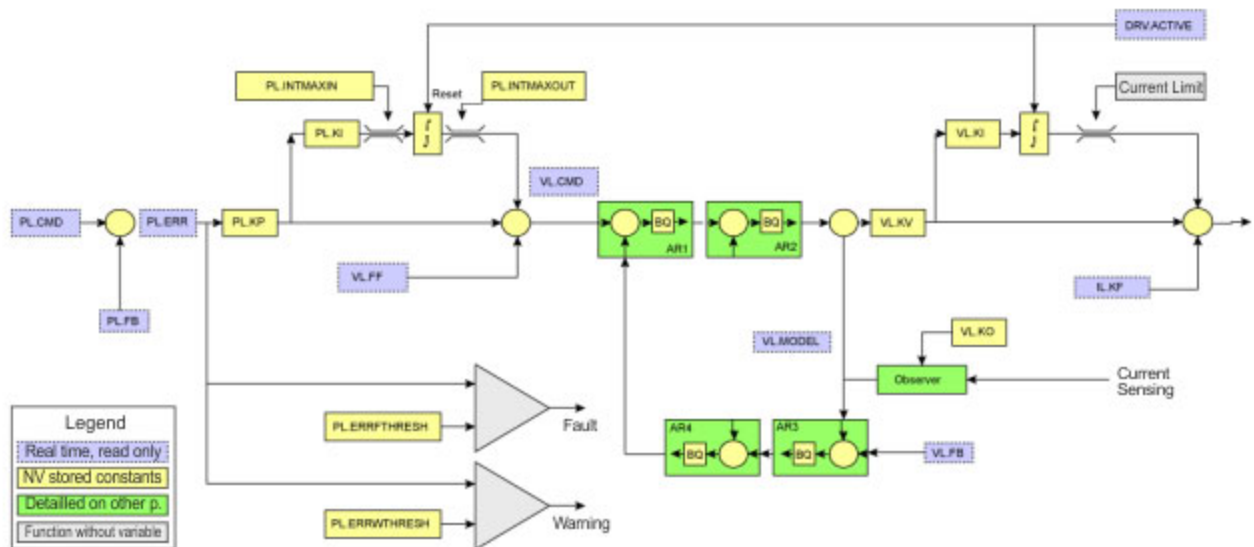 DRV.ACTIVE
PL.INTMAXIN
PL.INTMAXOUT
Reset
Current Limit
PL.KI
VL.KI
VL.CMD
PL.CMD
PL.ERR
PL.KP
BQ
AR1
BQ
AR2
VL.KV
VL.FF
IL.KF
PL.FB
VL.MODEL
VL.KO
Observer
Current
Sensing
Legend
Real time, read only
NV stored constants
Detailled on other p.
Function without variable
PL.ERRFTHRESH
Fault
AR4
BQ
AR3
BQ
VL.FB
PL.ERRWTHRESH
Warning